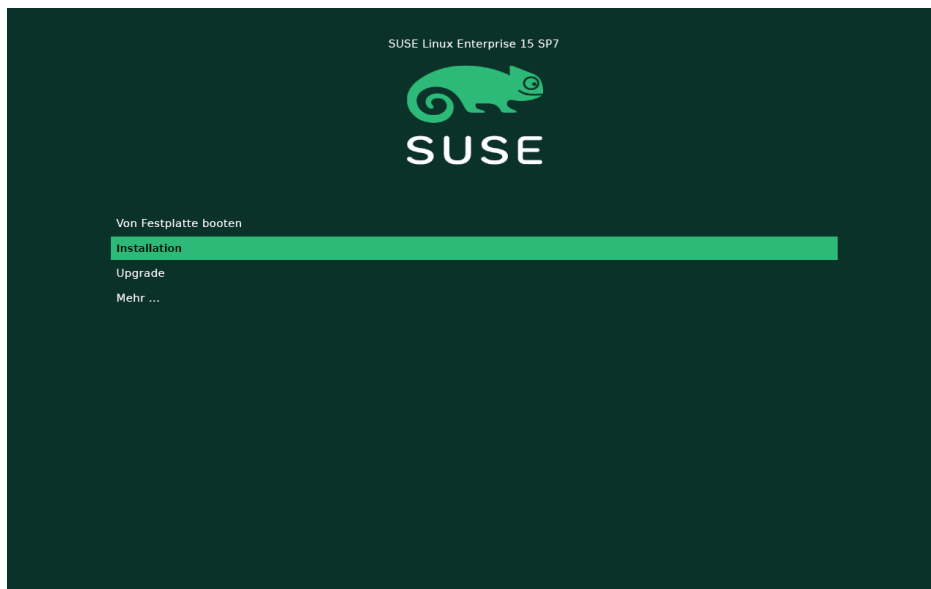 SUSE Linux Enterprise 15 SP7
SUSE
Von Festplatte booten
Installation
Upgrade
Mehr ...